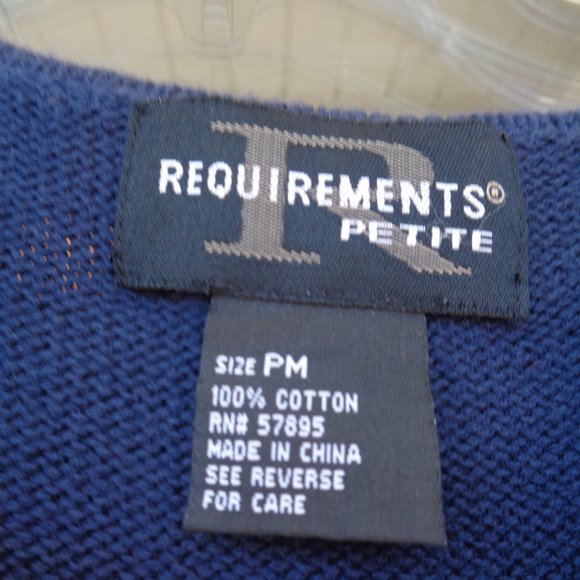 R
REQUIREMENTS®
PETITE
SIZE PM
100% COTTON
RN# 57895
MADE IN CHINA
SEE REVERSE
FOR CARE